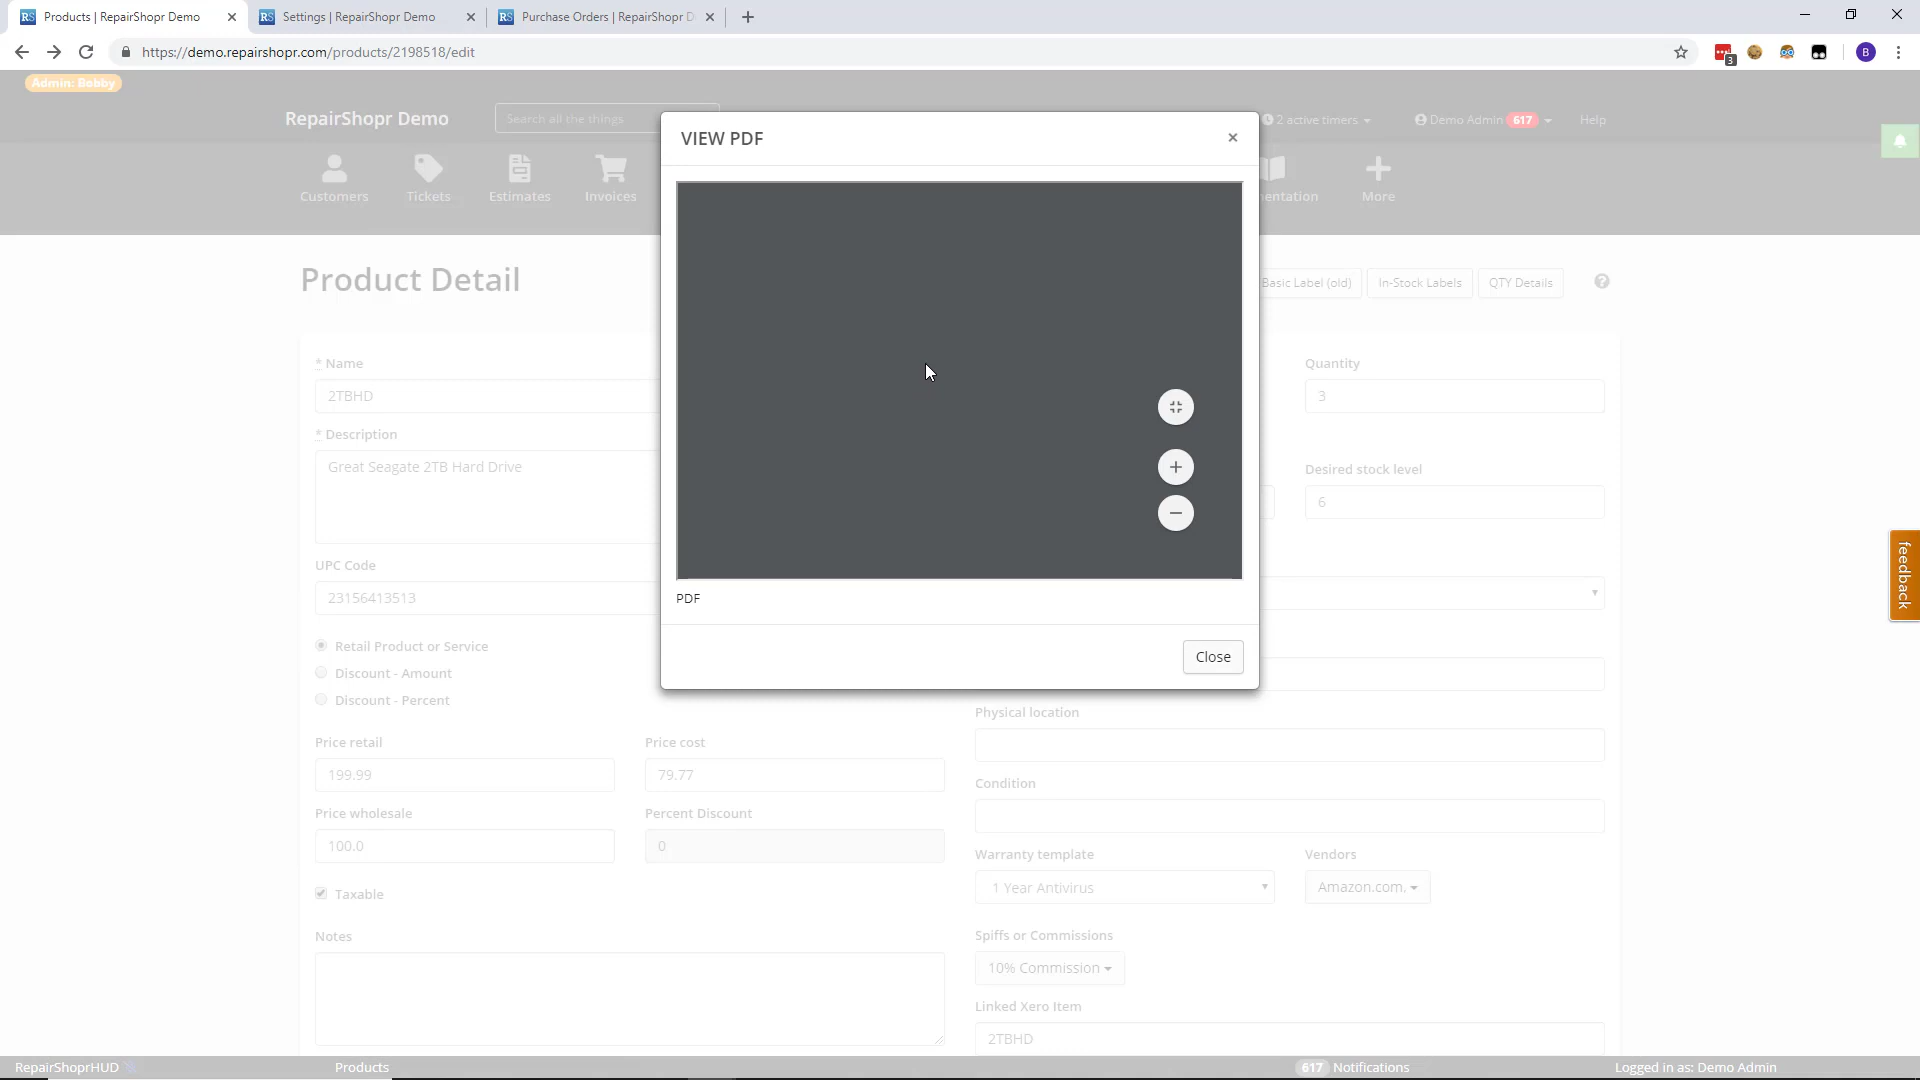 Products | RepairShopr Demo
Settings | RepairShopr Demo
Purchase Orders | RepairShopr D
https://demo.repairshopr.com/products/2198518/edit
3
B
Admin: Bobby
RepairShopr Demo
Search all the things
2 active timers
Demo Admin 617
Help
Customers
Tickets
Estimates
Invoices
entation
More
VIEW PDF
×
PDF
Close
Product Detail
Basic Label (old)
In-Stock Labels
QTY Details
?
* Name
2TBHD
Quantity
3
* Description
Great Seagate 2TB Hard Drive
Desired stock level
6
UPC Code
23156413513
Retail Product or Service
Discount - Amount
Discount - Percent
Physical location
Price retail
199.99
Price cost
79.77
Condition
Price wholesale
100.0
Percent Discount
0
Warranty template
1 Year Antivirus
Vendors
Amazon.com,
Taxable
Notes
Spiffs or Commissions
10% Commission
Linked Xero Item
2TBHD
feedback
RepairShoprHUD
Products
617 Notifications
Logged in as: Demo Admin